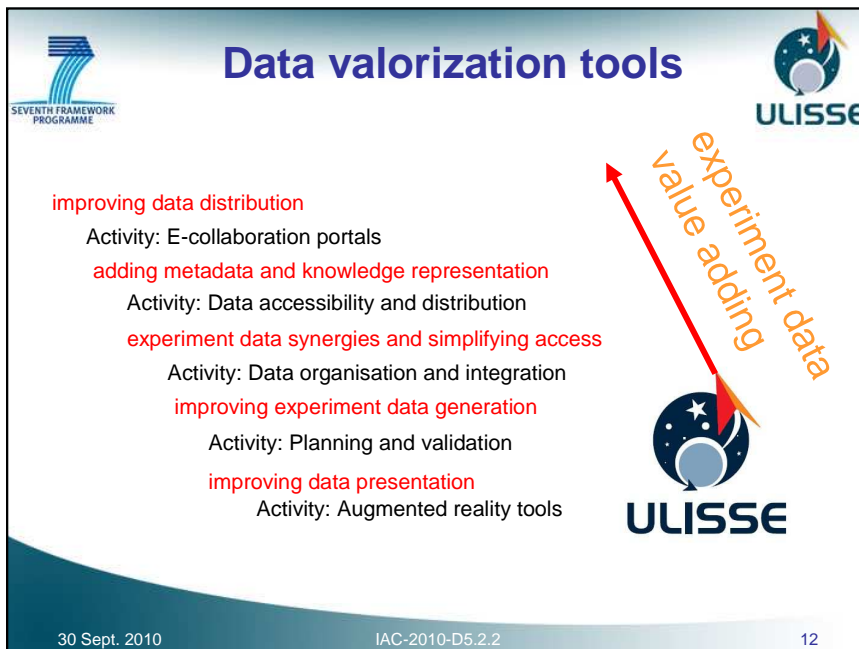 Data valorization tools
SEVENTH FRAMEWORK
PROGRAMME
ULISSE
experiment data
value adding
improving data distribution
Activity: E-collaboration portals
adding metadata and knowledge representation
Activity: Data accessibility and distribution
experiment data synergies and simplifying access
Activity: Data organisation and integration
improving experiment data generation
Activity: Planning and validation
improving data presentation
Activity: Augmented reality tools
ULISSE
30 Sept. 2010
IAC-2010-D5.2.2
12